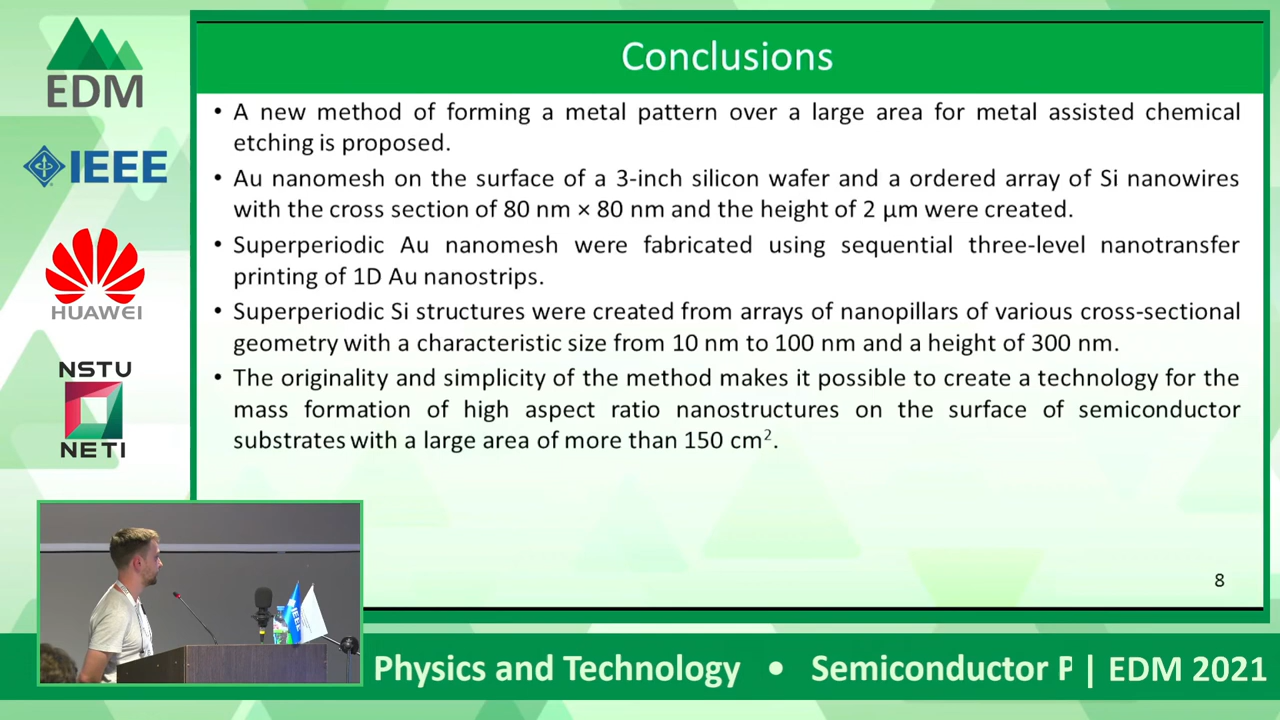 EDM
IEEE
HUAWEI
NSTU
NETI
Conclusions
• A new method of forming a metal pattern over a large area for metal assisted chemical
etching is proposed.
• Au nanomesh on the surface of a 3-inch silicon wafer and a ordered array of Si nanowires
with the cross section of 80 nm × 80 nm and the height of 2 μm were created.
• Superperiodic Au nanomesh were fabricated using sequential three-level nanotransfer
printing of 1D Au nanostrips.
• Superperiodic Si structures were created from arrays of nanopillars of various cross-sectional
geometry with a characteristic size from 10 nm to 100 nm and a height of 300 nm.
• The originality and simplicity of the method makes it possible to create a technology for the
mass formation of high aspect ratio nanostructures on the surface of semiconductor
substrates with a large area of more than 150 cm².
8
IEEE
Physics and Technology • Semiconductor P | EDM 2021